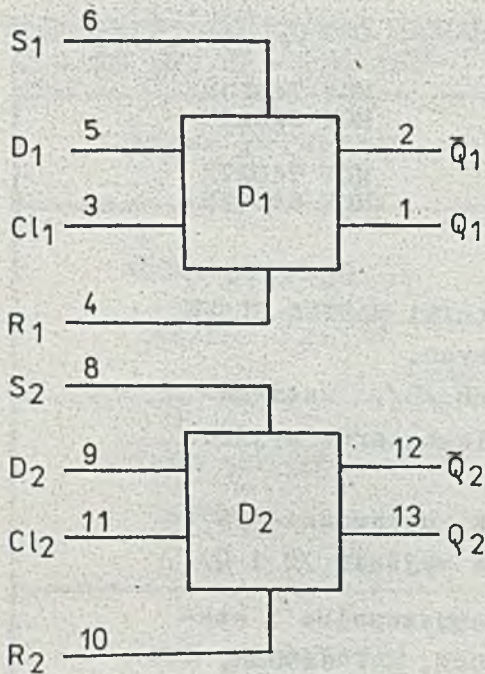 S₁ 6
D₁ 5 D₁ 2 Q̄₁
Cl₁ 3 1 Q₁
R₁ 4
S₂ 8
D₂ 9 12 Q̄₂
D₂
Cl₂ 11 13 Q₂
R₂ 10